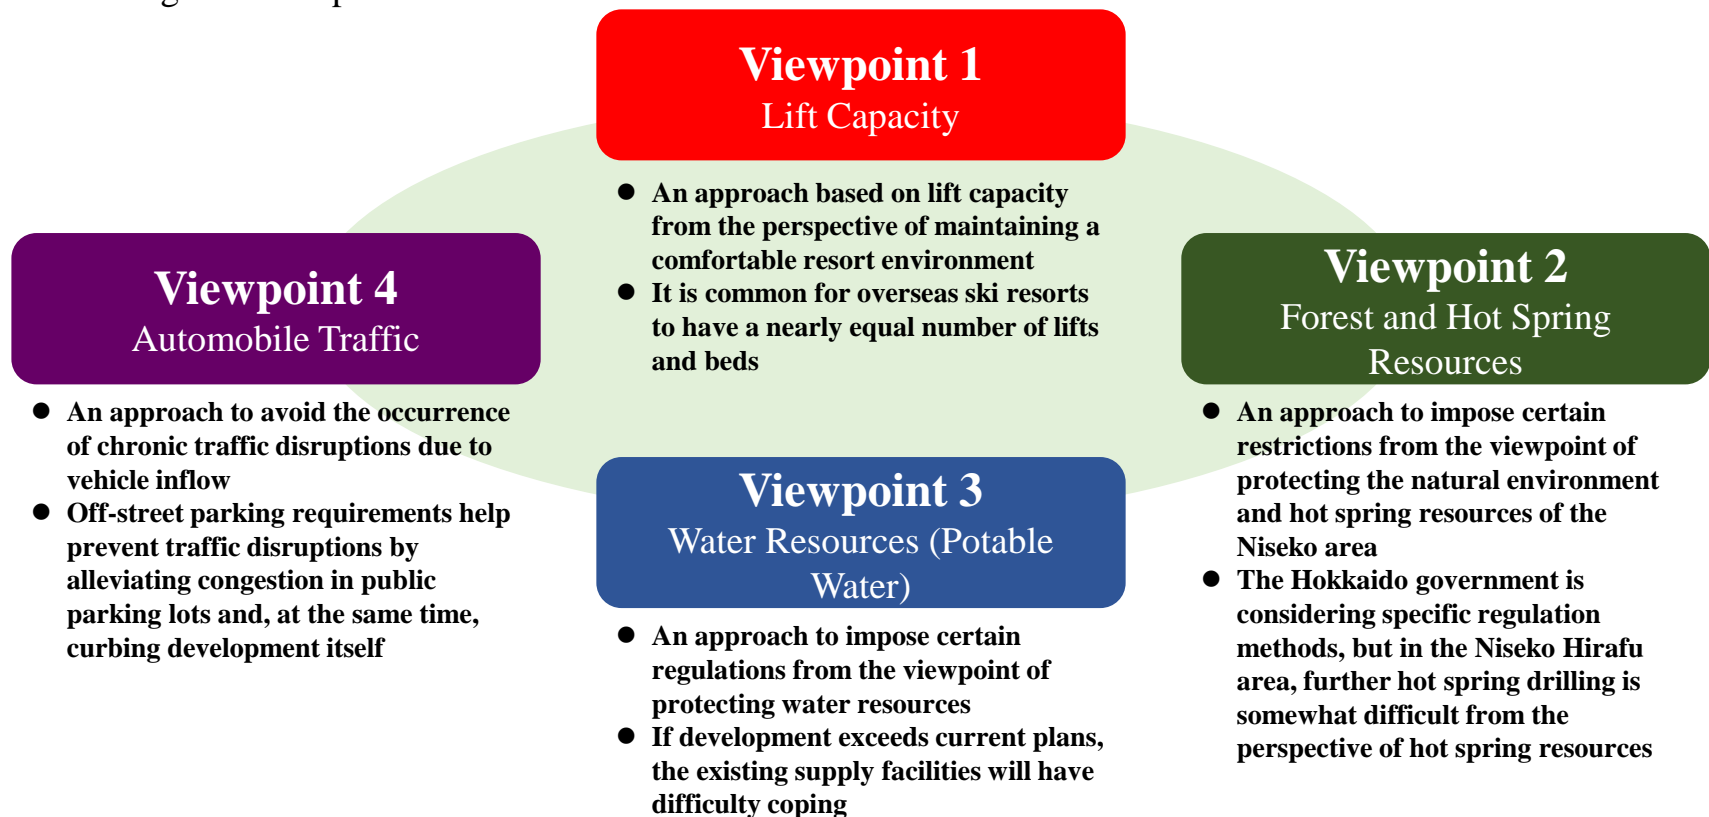 Viewpoint 1
Lift Capacity
● An approach based on lift capacity
from the perspective of maintaining a
comfortable resort environment
● It is common for overseas ski resorts
to have a nearly equal number of lifts
and beds
Viewpoint 2
Forest and Hot Spring
Resources
● An approach to impose certain
restrictions from the viewpoint of
protecting the natural environment
and hot spring resources of the
Niseko area
● The Hokkaido government is
considering specific regulation
methods, but in the Niseko Hirafu
area, further hot spring drilling is
somewhat difficult from the
perspective of hot spring resources
Viewpoint 3
Water Resources (Potable
Water)
● An approach to impose certain
regulations from the viewpoint of
protecting water resources
● If development exceeds current plans,
the existing supply facilities will have
difficulty coping
Viewpoint 4
Automobile Traffic
● An approach to avoid the occurrence
of chronic traffic disruptions due to
vehicle inflow
● Off-street parking requirements help
prevent traffic disruptions by
alleviating congestion in public
parking lots and, at the same time,
curbing development itself